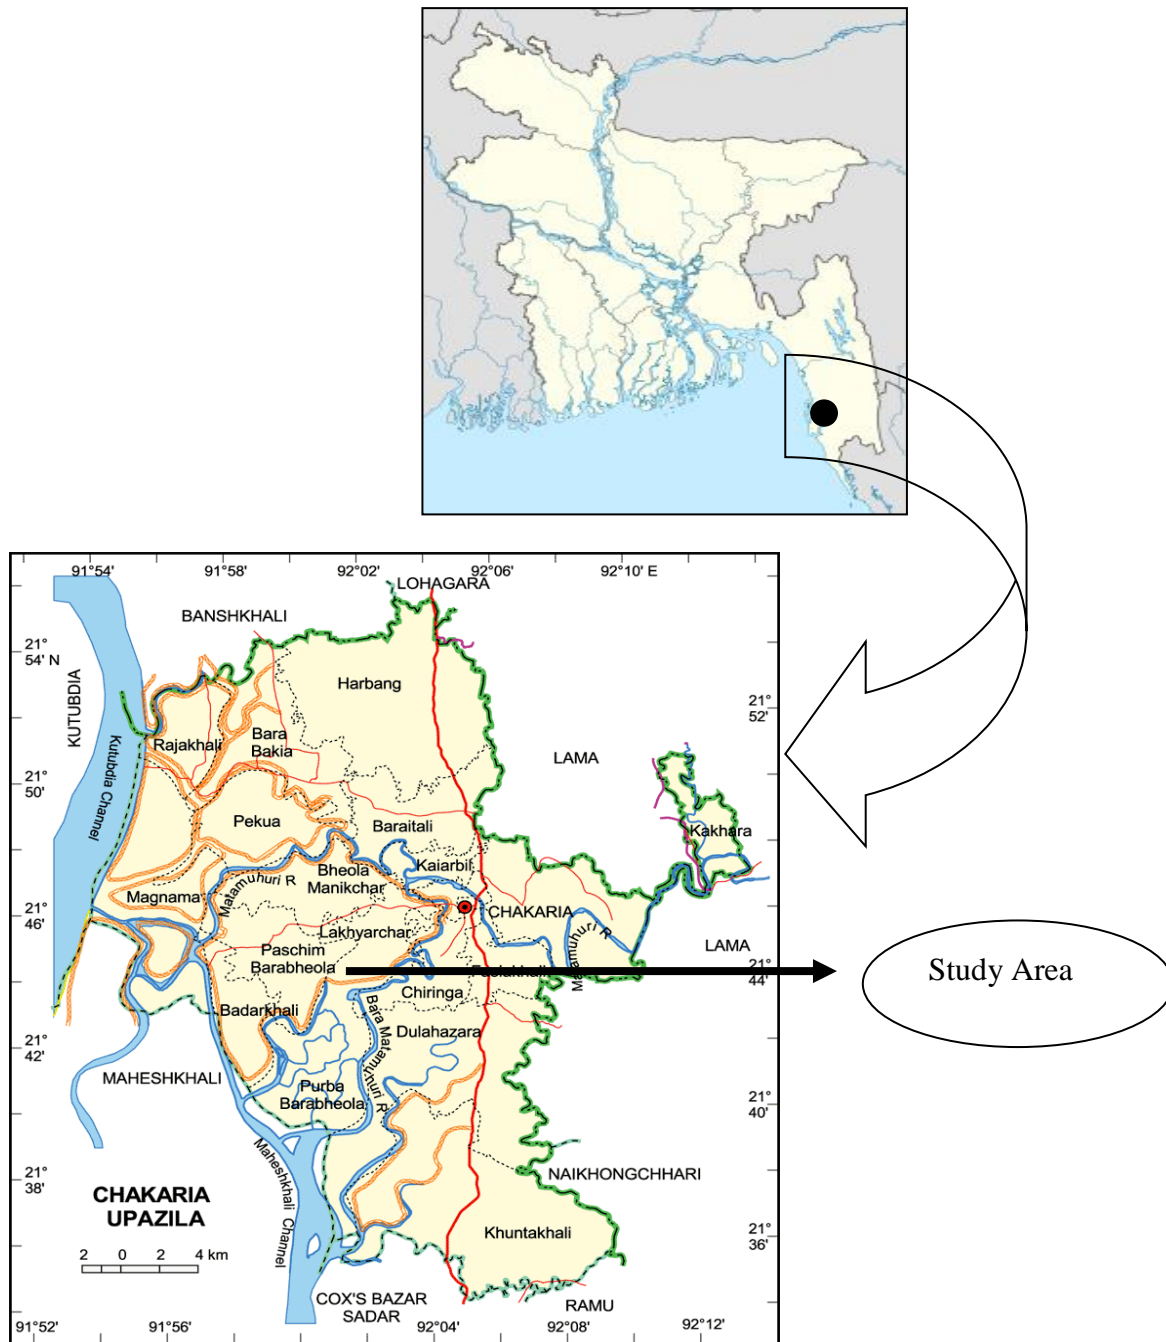 91°54'
91°58'
92°02'
92°06'
92°10' E
LOHAGARA
BANSHKHALI
21°
54' N
KUTUBDIA
Harbang
21°
52'
Rajakhali
Bara
Bakia
LAMA
Kutubdia Channel
21°
50'
Pekua
Baraitali
Kakhara
Kaiarbil
Bheola
Manikchar
Matamuhuri R
Magnama
21°
46'
CHAKARIA
Lakhyarchar
Matamuhuri R
LAMA
Paschim
Barabheola
21°
44'
Study Area
Chiringa
Badarkhali
Bara Matamuhuri R
Dulahazara
21°
42'
MAHESHKHALI
Purba
Barabheola
21°
40'
Maheshkhali Channel
NAIKHONGCHHARI
21°
38'
CHAKARIA
UPAZILA
Khuntakhali
21°
36'
2 0 2 4 km
COX'S BAZAR
SADAR
RAMU
91°52'
91°56'
92°04'
92°08'
92°12'